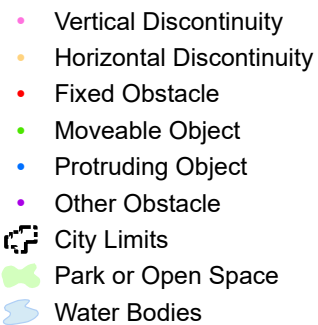 Vertical Discontinuity
Horizontal Discontinuity
Fixed Obstacle
Moveable Object
Protruding Object
Other Obstacle
City Limits
Park or Open Space
Water Bodies